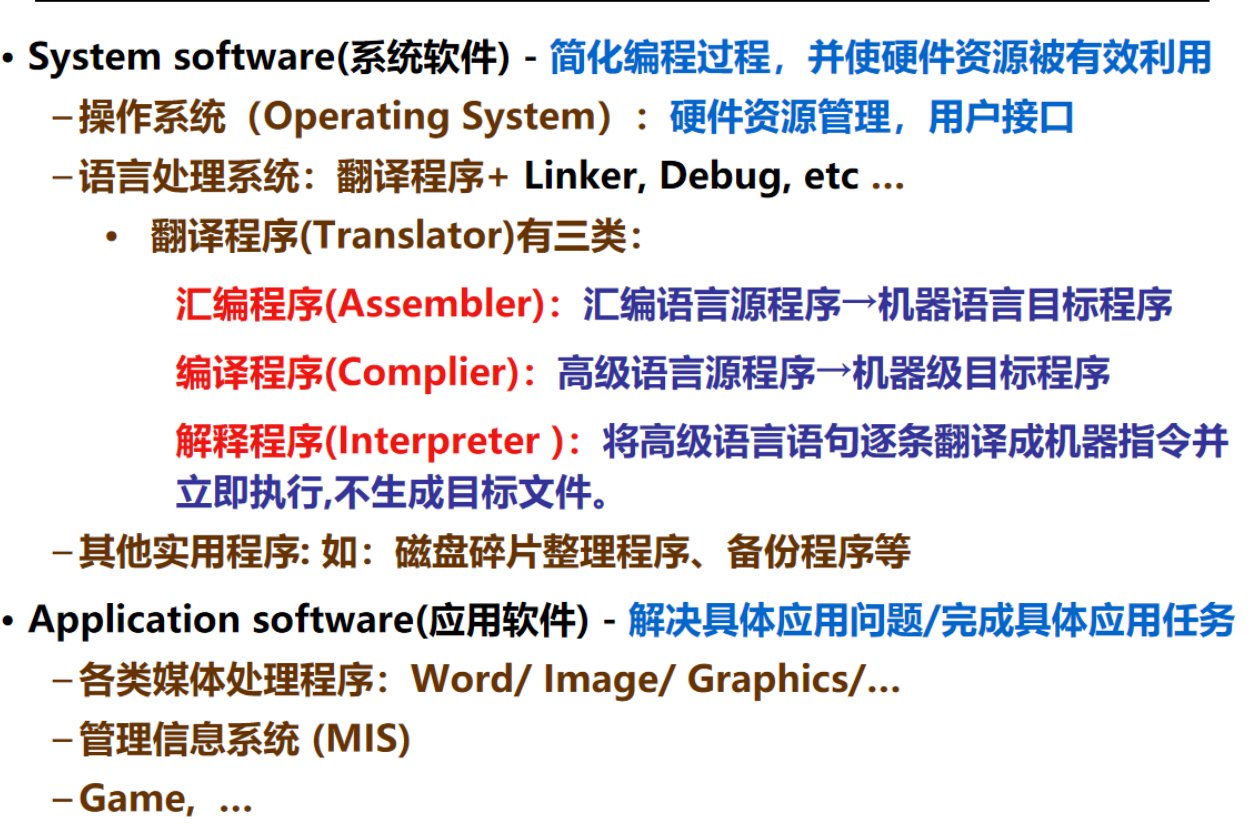 • System software(系统软件) - 简化编程过程，并使硬件资源被有效利用
–操作系统（Operating System）：硬件资源管理，用户接口
–语言处理系统：翻译程序+ Linker, Debug, etc ...
• 翻译程序(Translator)有三类：
汇编程序(Assembler)：汇编语言源程序→机器语言目标程序
编译程序(Complier)：高级语言源程序→机器级目标程序
解释程序(Interpreter )：将高级语言语句逐条翻译成机器指令并
立即执行,不生成目标文件。
–其他实用程序: 如：磁盘碎片整理程序、备份程序等
• Application software(应用软件) - 解决具体应用问题/完成具体应用任务
–各类媒体处理程序：Word/ Image/ Graphics/...
–管理信息系统 (MIS)
–Game, ...